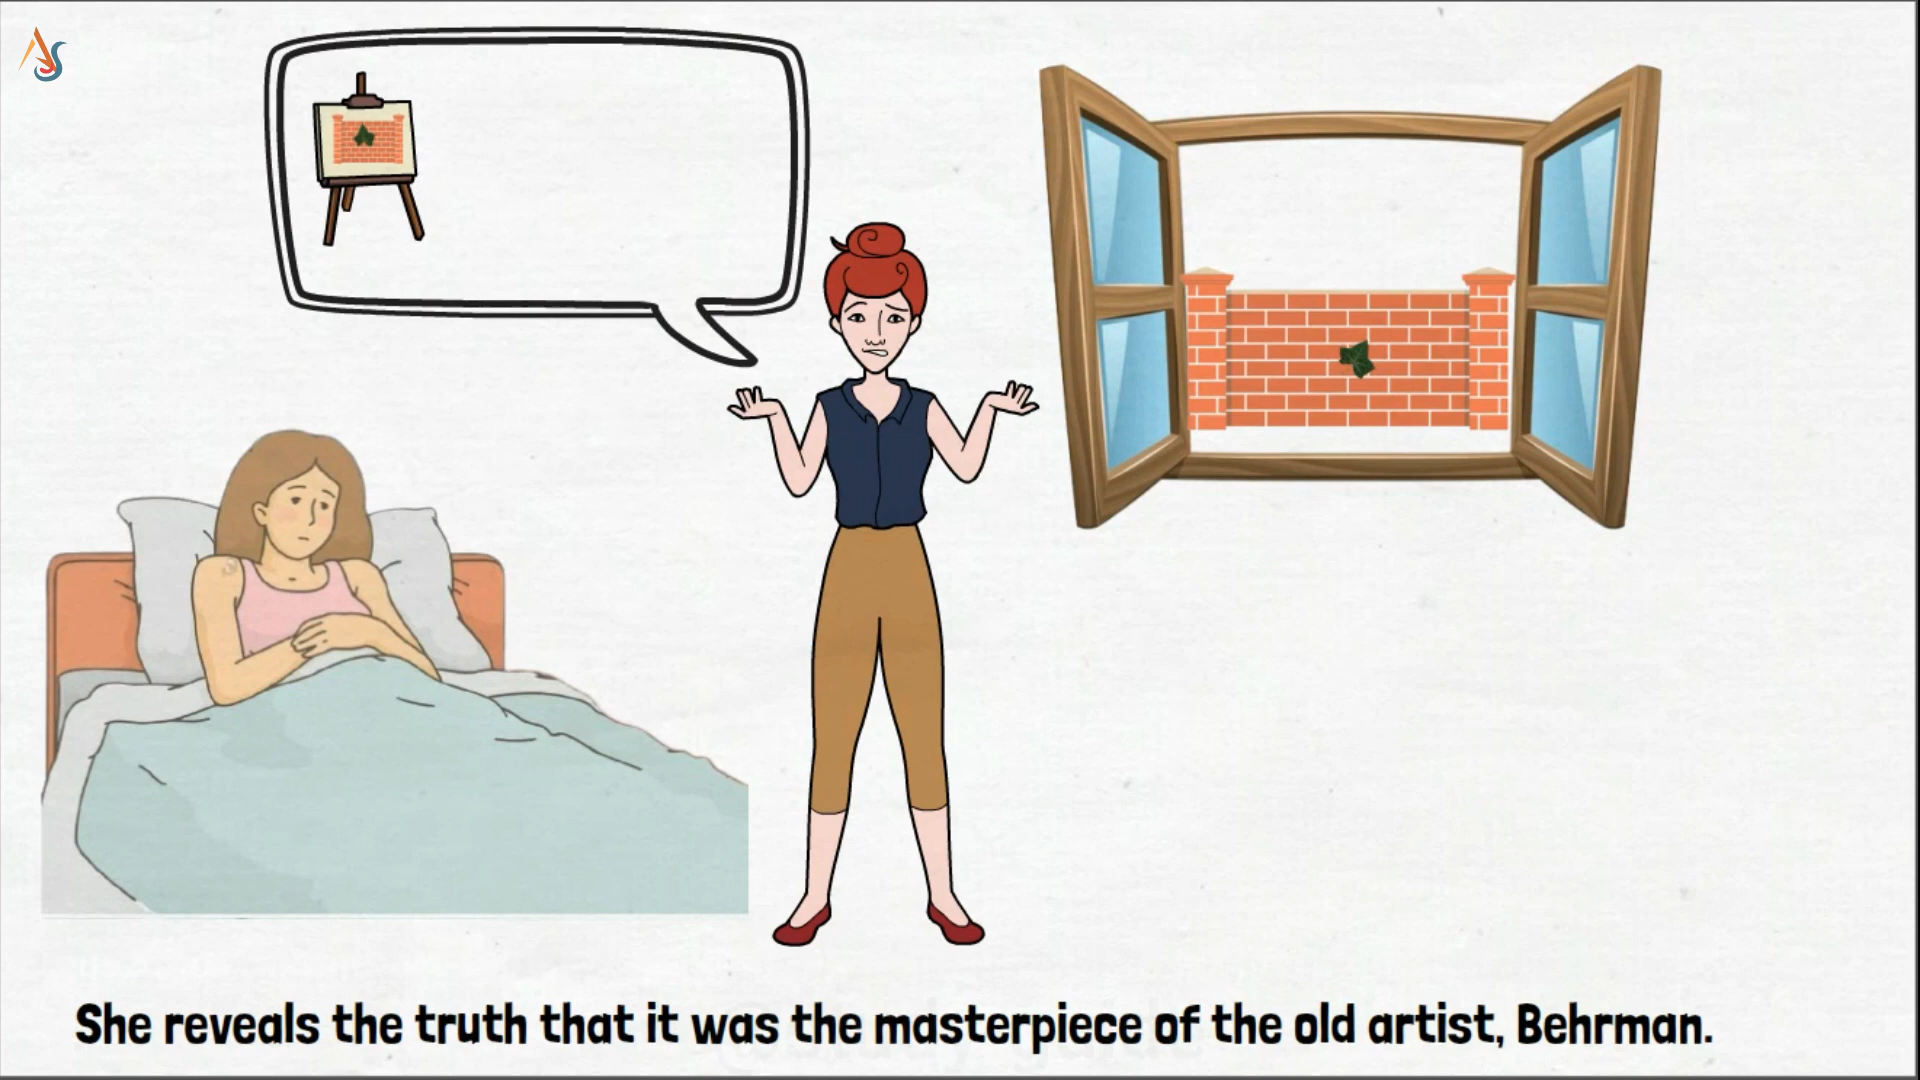 She reveals the truth that it was the masterpiece of the old artist, Behrman.